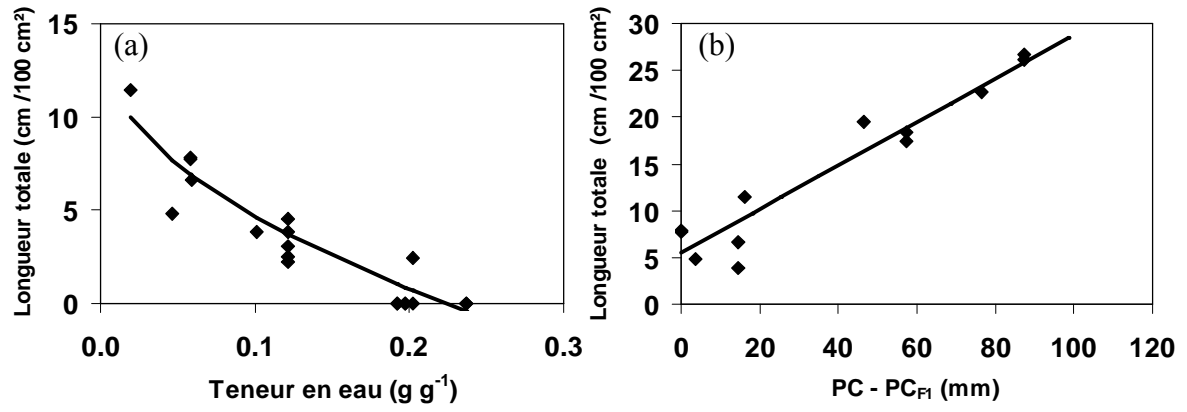 (a)
Longueur totale (cm /100 cm²)
15
10
5
0
0.0 0.1 0.2 0.3
Teneur en eau (g g⁻¹)
(b)
Longueur totale (cm /100 cm²)
30
25
20
15
10
5
0
0 20 40 60 80 100 120
PC - PCF1 (mm)